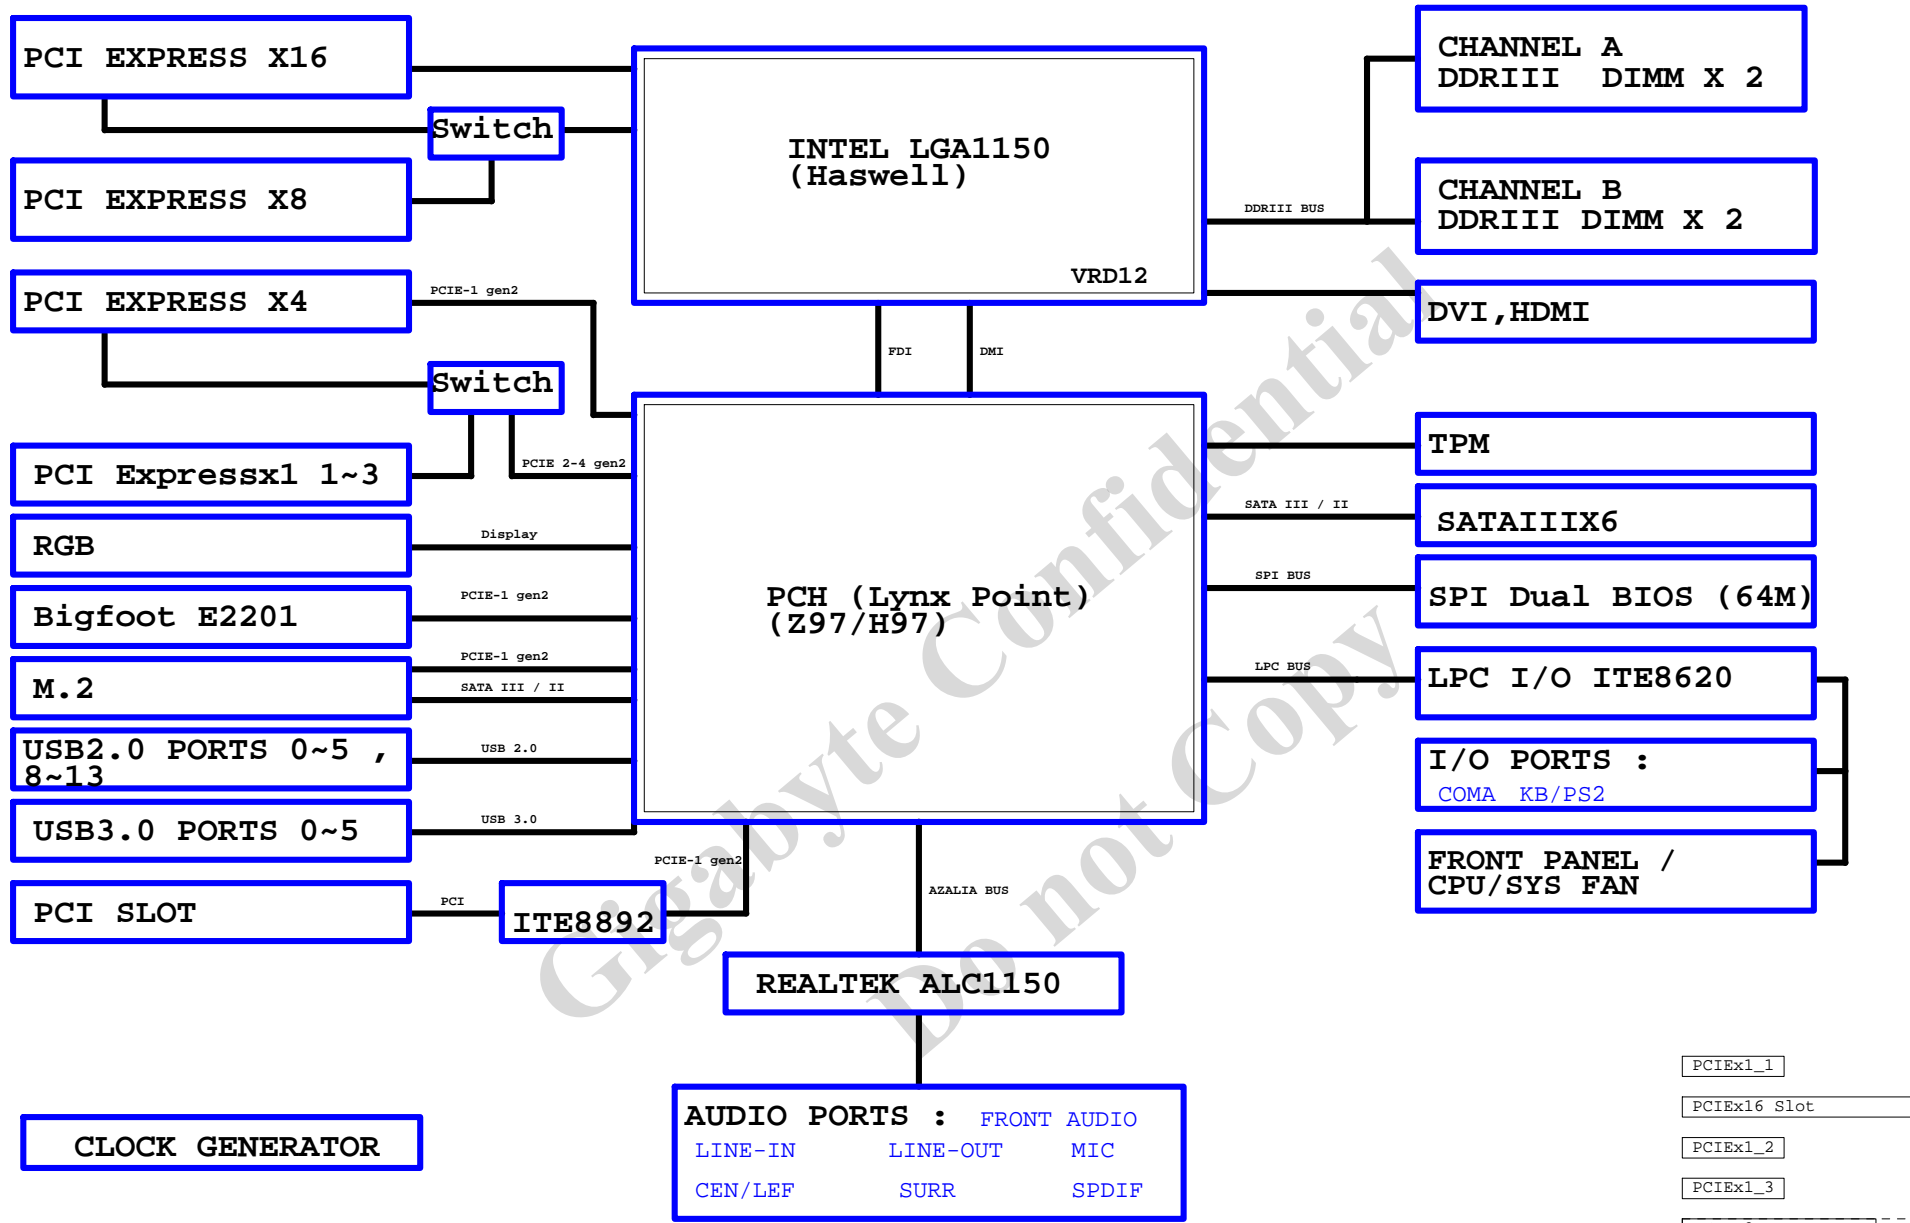 PCI EXPRESS X16
Switch
PCI EXPRESS X8
PCI EXPRESS X4
PCIE-1 gen2
Switch
PCI Expressx1 1~3
PCIE 2-4 gen2
RGB
Display
Bigfoot E2201
PCIE-1 gen2
M.2
PCIE-1 gen2
SATA III / II
USB2.0 PORTS 0~5 ,
8~13
USB 2.0
USB3.0 PORTS 0~5
USB 3.0
PCI SLOT
PCI
ITE8892
PCIE-1 gen2
INTEL LGA1150
(Haswell)
VRD12
FDI
DMI
PCH (Lynx Point)
(Z97/H97)
AZALIA BUS
REALTEK ALC1150
AUDIO PORTS : FRONT AUDIO
LINE-IN LINE-OUT MIC
CEN/LEF SURR SPDIF
CHANNEL A
DDRIII DIMM X 2
DDRIII BUS
CHANNEL B
DDRIII DIMM X 2
DVI,HDMI
TPM
SATA III / II
SATAIIIX6
SPI BUS
SPI Dual BIOS (64M)
LPC BUS
LPC I/O ITE8620
I/O PORTS :
COMA KB/PS2
FRONT PANEL /
CPU/SYS FAN
CLOCK GENERATOR
PCIEx1_1
PCIEx16 Slot
PCIEx1_2
PCIEx1_3
Gigabyte Confidential
Do not Copy